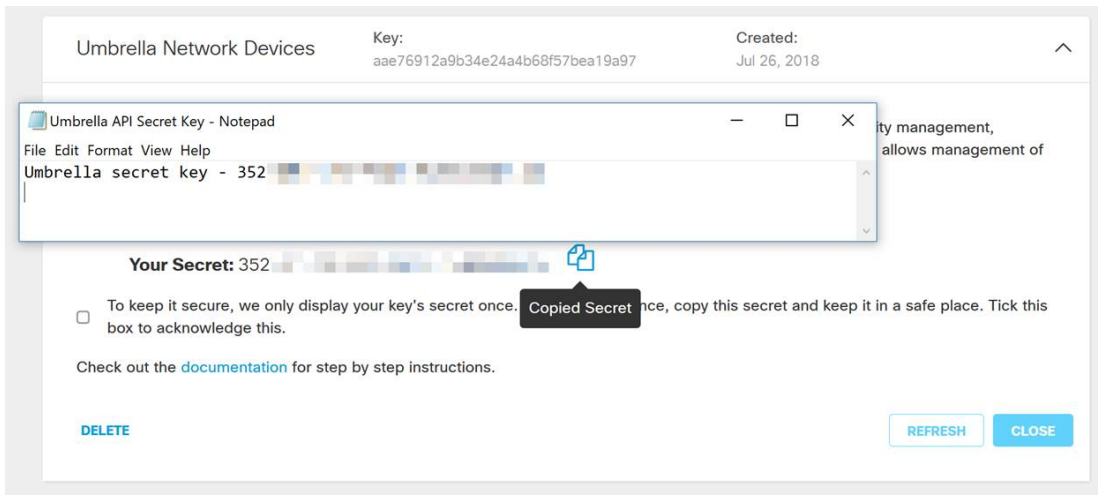 Umbrella Network Devices
Key:
aae76912a9b34e24a4b68f57bea19a97
Created:
Jul 26, 2018
Umbrella API Secret Key - Notepad
File Edit Format View Help
Umbrella secret key - 352
ity management,
allows management of
Your Secret: 352
Copied Secret
To keep it secure, we only display your key's secret once. nce, copy this secret and keep it in a safe place. Tick this
box to acknowledge this.
Check out the documentation for step by step instructions.
DELETE
REFRESH
CLOSE